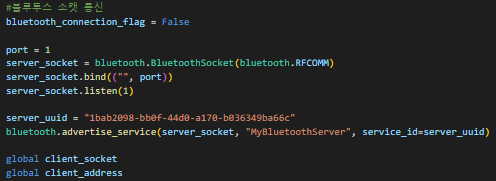 #블루투스 소캣 통신
bluetooth_connection_flag = False
port = 1
server_socket = bluetooth.BluetoothSocket(bluetooth.RFCOMM)
server_socket.bind(("", port))
server_socket.listen(1)
server_uuid = "1bab2098-bb0f-44d0-a170-b036349ba66c"
bluetooth.advertise_service(server_socket, "MyBluetoothServer", service_id=server_uuid)
global client_socket
global client_address